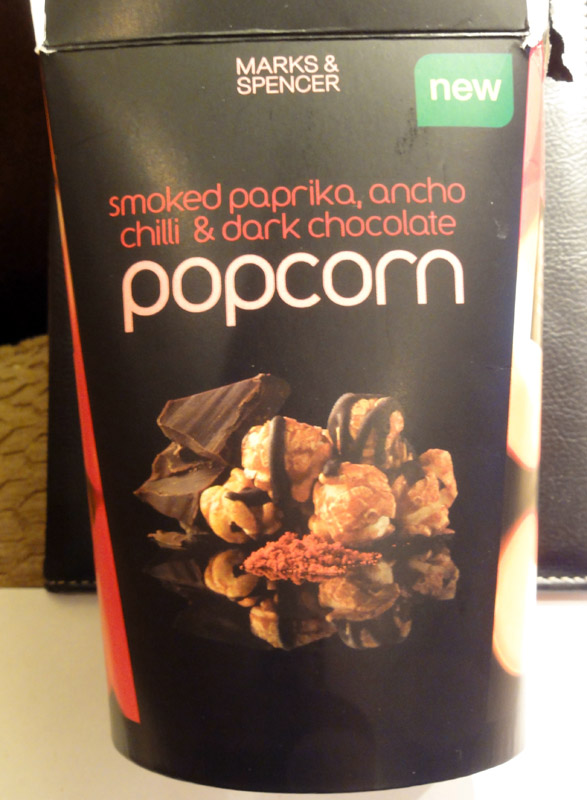 MARKS &
SPENCER
new
smoked paprika, ancho
chilli & dark chocolate
popcorn